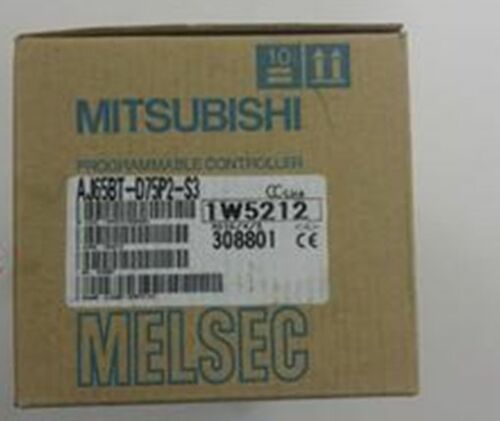 10
MITSUBISHI
PROGRAMMABLE CONTROLLER
AJ65BT-D75P2-S3
CC-Link
1W5212
308801 CE
MELSEC